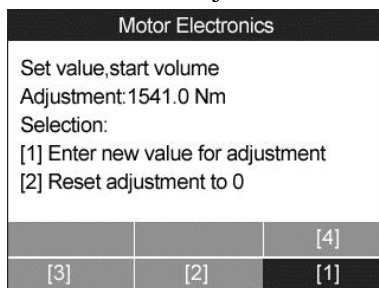 Motor Electronics
Set value,start volume
Adjustment:1541.0 Nm
Selection:
[1] Enter new value for adjustment
[2] Reset adjustment to 0
[4]
[3] [2] [1]